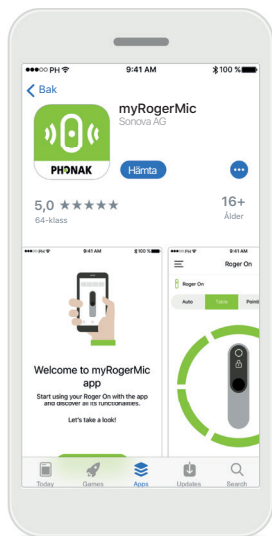 PH 9:41 AM 100 %
Bak
myRogerMic
Sonova AG
PHONAK
Hämta
5,0 ★★★★★ 16+
64-klass Ålder
PH 9:41 AM 100 %
Welcome to myRogerMic
app
Start using your Roger On with the app
and discover all its functionalities.
Let's take a look!
9:41 AM
Roger On
Roger On
Auto Table
Today Games Apps Updates Search